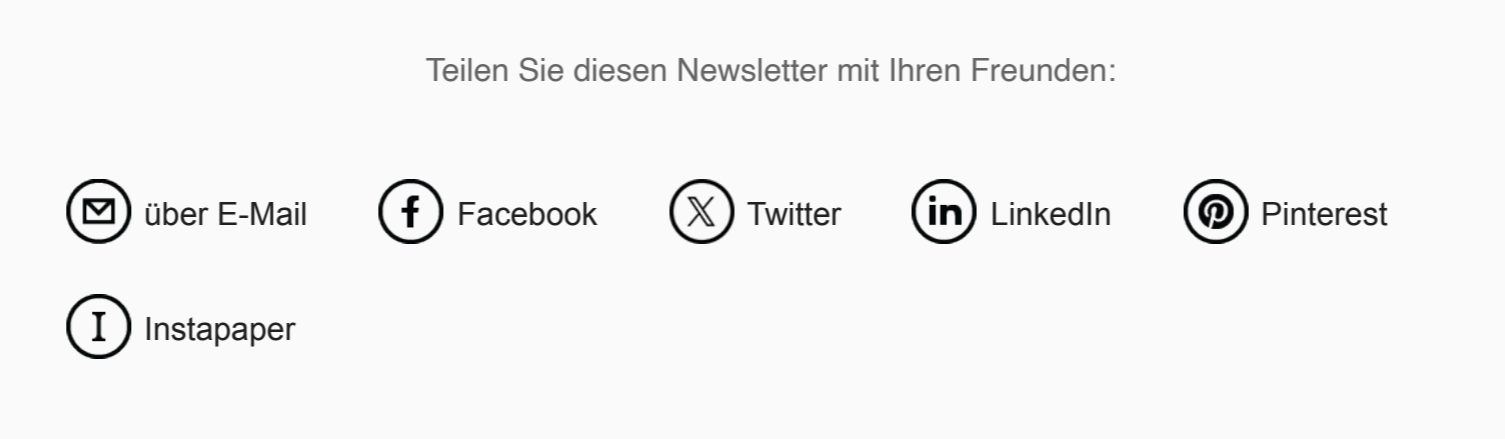 Teilen Sie diesen Newsletter mit Ihren Freunden:
über E-Mail Facebook Twitter LinkedIn Pinterest
Instapaper